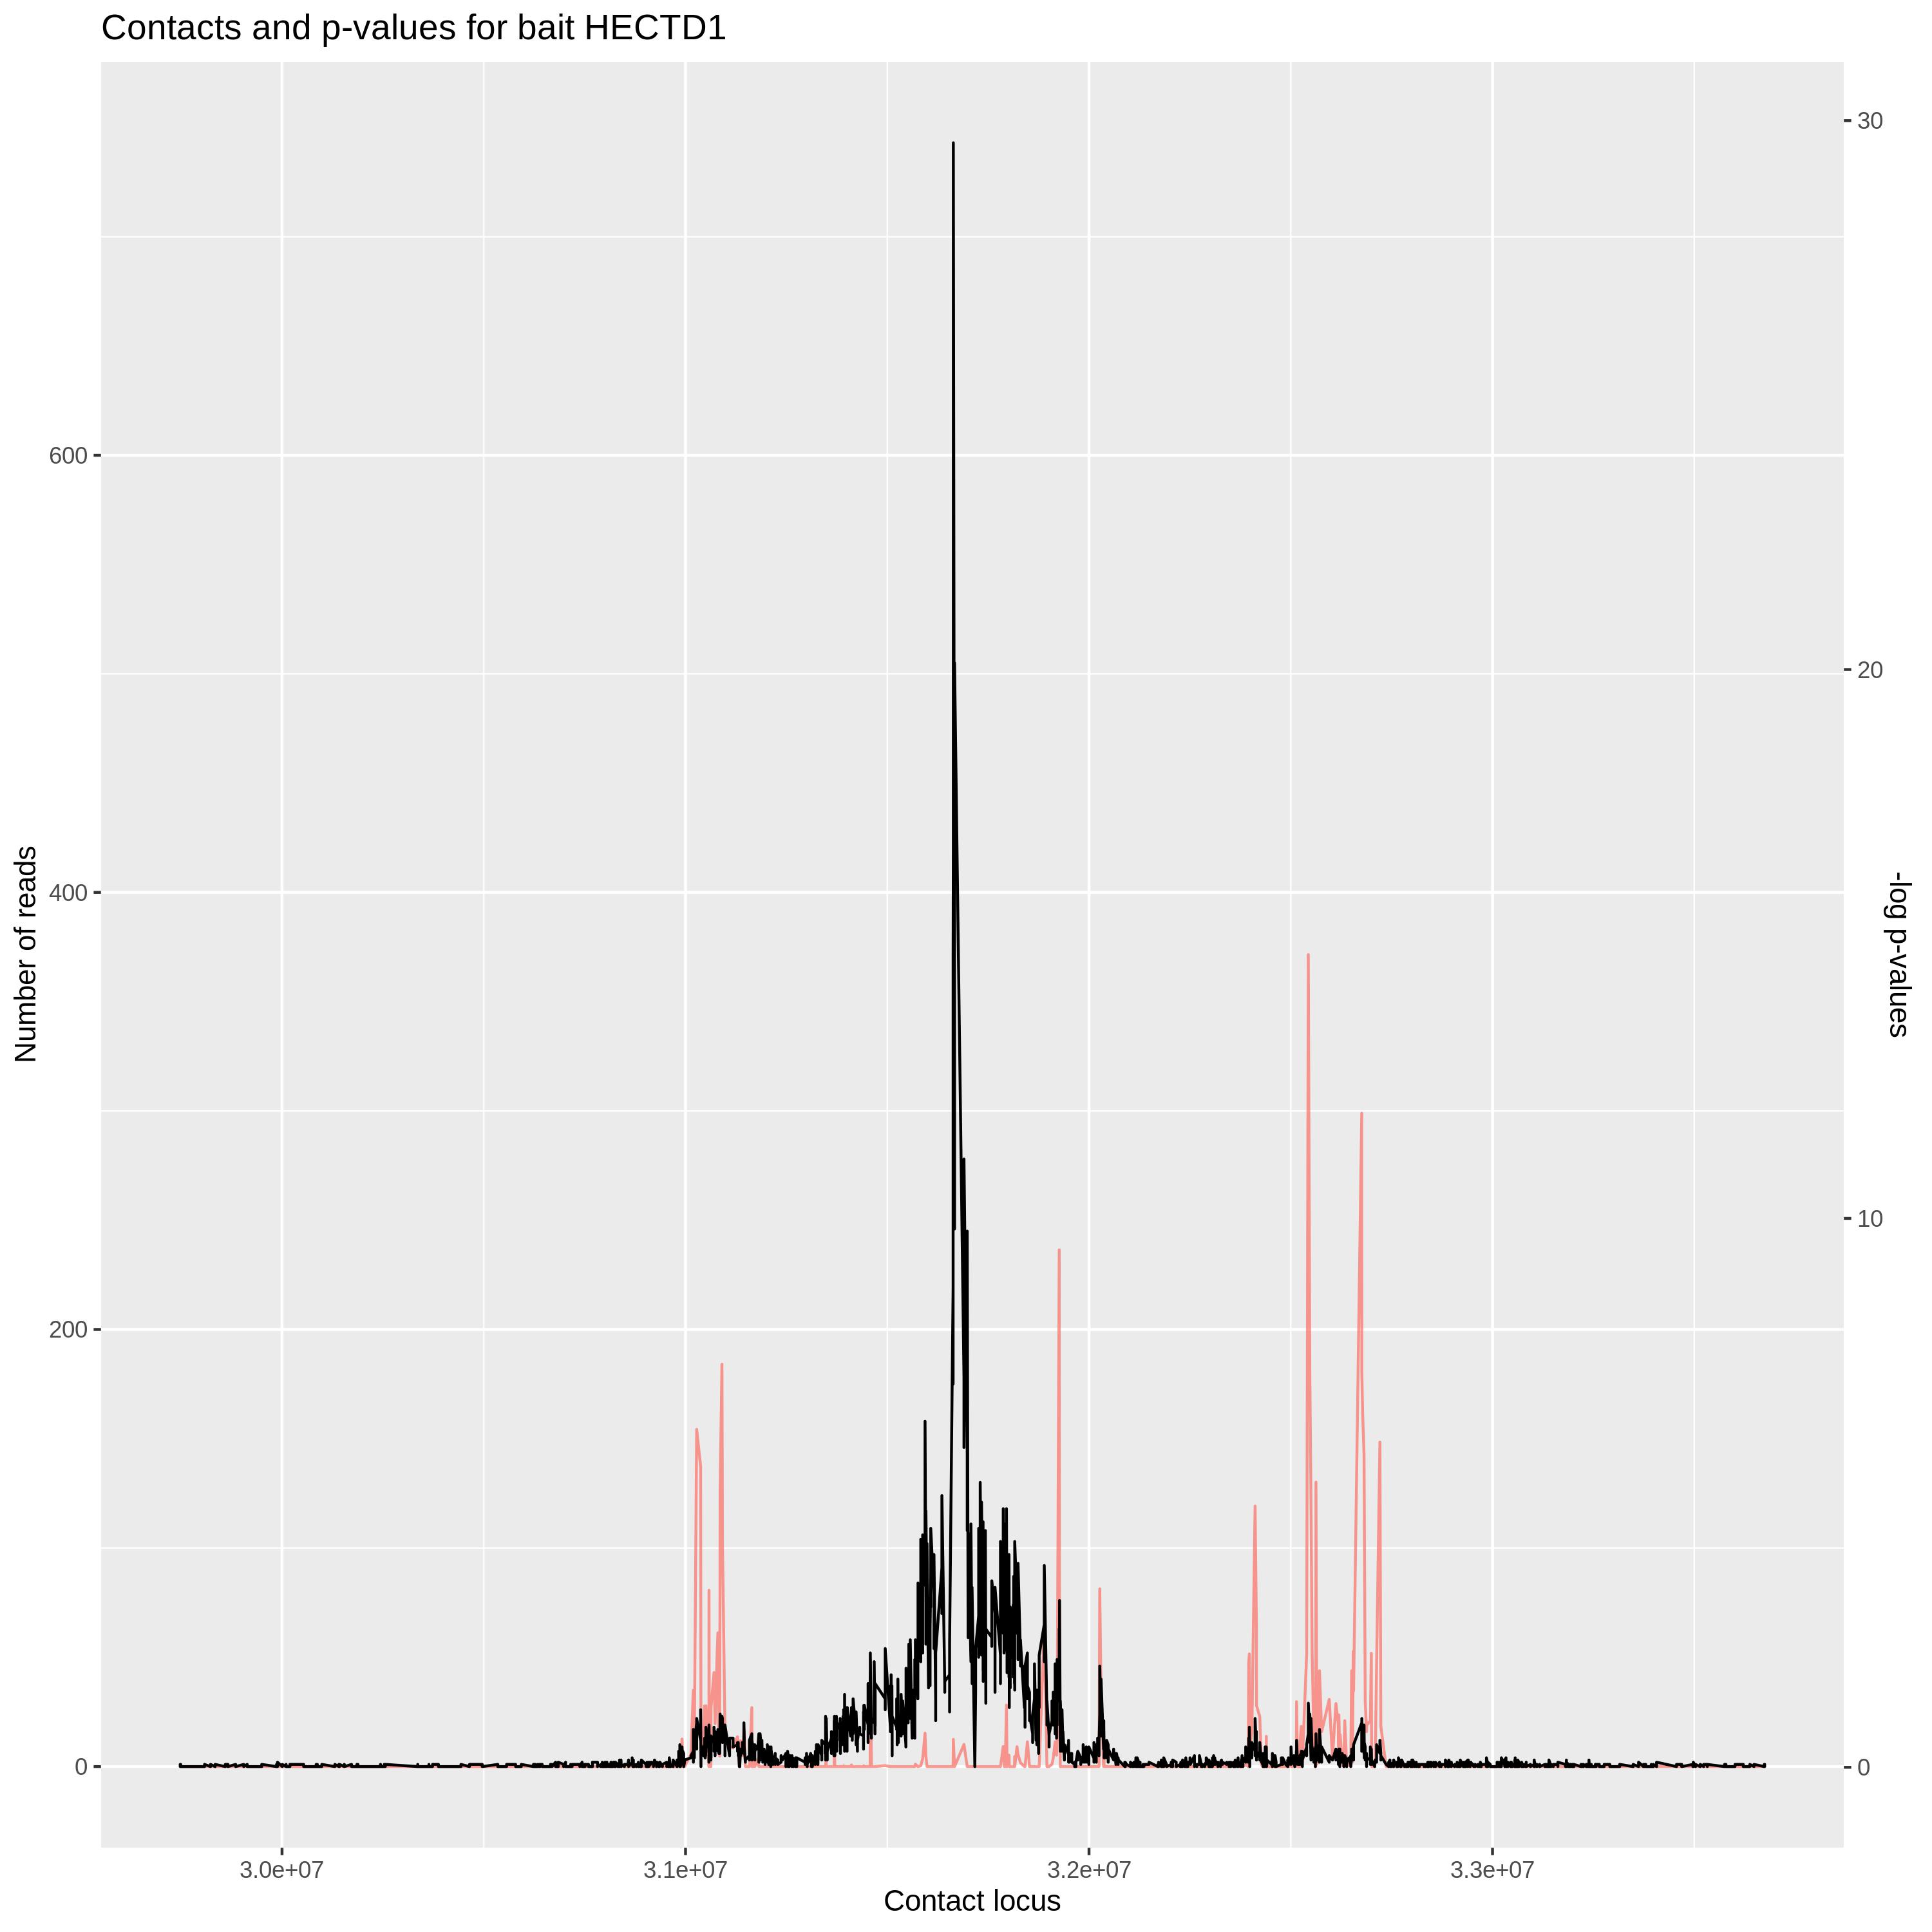 Contacts and p-values for bait HECTD1
Number of reads
600
400
200
0
30
20
10
0
-log p-values
3.0e+07 3.1e+07 3.2e+07 3.3e+07
Contact locus